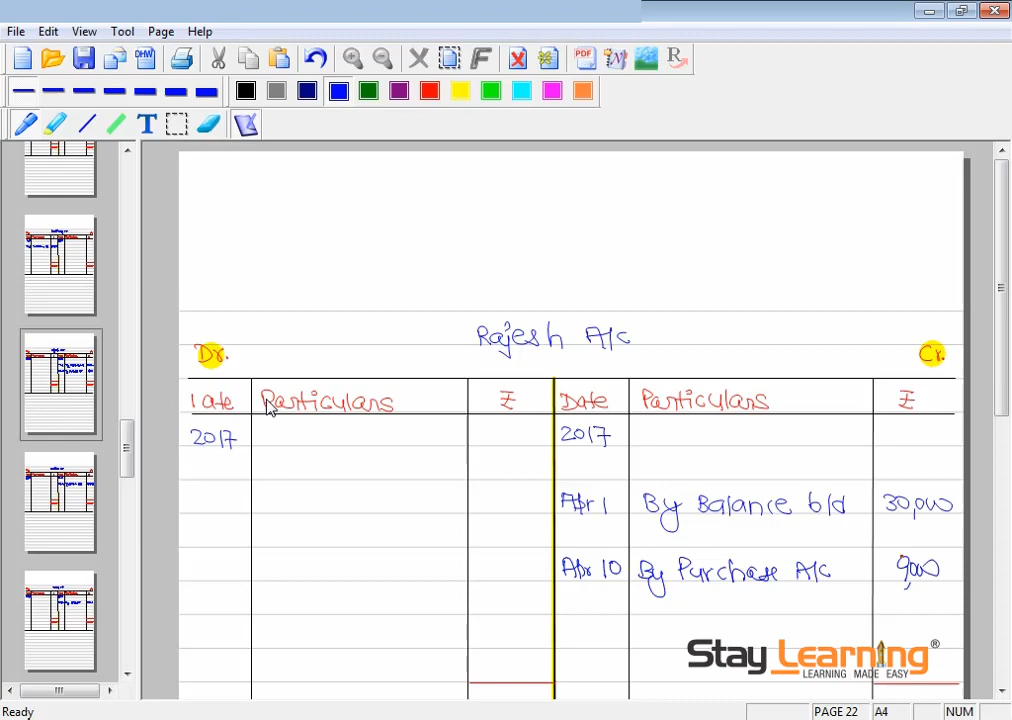 File Edit View Tool Page Help
Rajesh A/c
Dr. Cr.
Date Particulars ₹ Date Particulars ₹
2017 2017
Apr 1 By Balance b/d 30,000
Apr 10 By Purchase A/c 9,000
Stay Learning®
LEARNING MADE EASY
Ready PAGE 22 A4 NUM